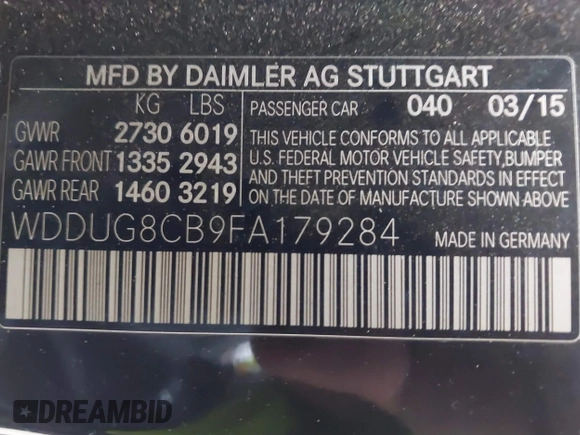 MFD BY DAIMLER AG STUTTGART
KG LBS
GVWR 2730 6019
GAWR FRONT 1335 2943
GAWR REAR 1460 3219
PASSENGER CAR 040 03/15
THIS VEHICLE CONFORMS TO ALL APPLICABLE
U.S. FEDERAL MOTOR VEHICLE SAFETY,BUMPER
AND THEFT PREVENTION STANDARDS IN EFFECT
ON THE DATE OF MANUFACTURE SHOWN ABOVE
WDDUG8CB9FA179284 MADE IN GERMANY
DREAMBID